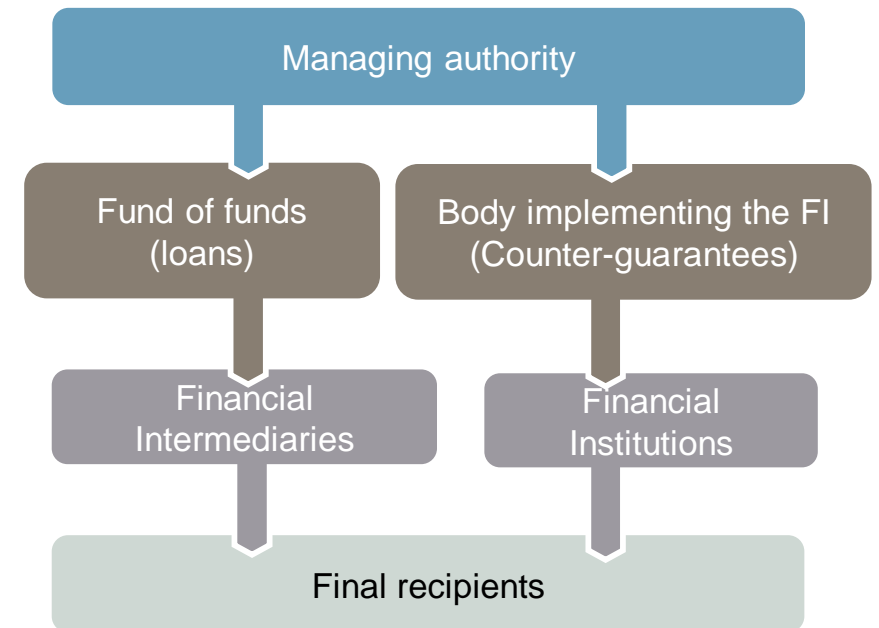 Managing authority
Fund of funds
(loans)
Body implementing the FI
(Counter-guarantees)
Financial
Intermediaries
Financial
Institutions
Final recipients